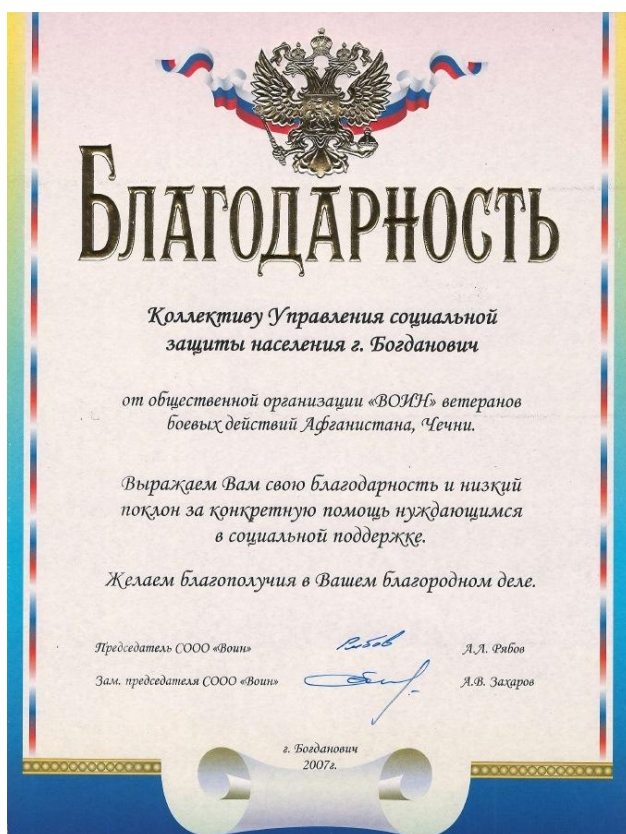 БЛАГОДАРНОСТЬ
Коллективу Управления социальной
защиты населения г. Богданович
от общественной организации «ВОИН» ветеранов
боевых действий Афганистана, Чечни.
Выражаем Вам свою благодарность и низкий
поклон за конкретную помощь нуждающимся
в социальной поддержке.
Желаем благополучия в Вашем благородном деле.
Председатель СООО «Воин» А.Л. Рябов
Зам. председателя СООО «Воин» А.В. Захаров
г. Богданович
2007г.